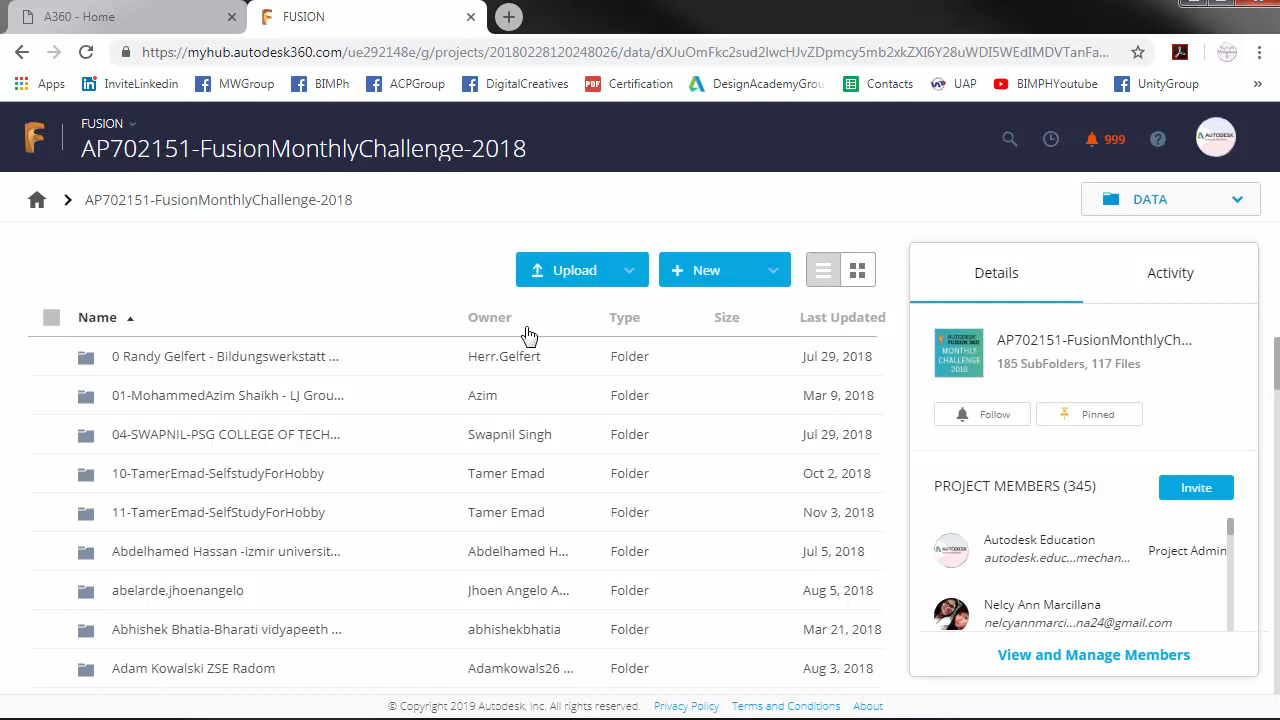 A360 - Home
FUSION
https://myhub.autodesk360.com/ue292148e/g/projects/20180228120248026/data/dXJuOmFkc2sud2lwcHJvZDpmcy5mb2xkZXI6Y28uWDI5WEdIMDVTanFa...
Apps InviteLinkedin MWGroup BIMPh ACPGroup DigitalCreatives Certification DesignAcademyGrou Contacts UAP BIMPHYoutube UnityGroup »
FUSION
AP702151-FusionMonthlyChallenge-2018
999
AP702151-FusionMonthlyChallenge-2018
DATA
Upload
New
Name Owner Type Size Last Updated
0 Randy Gelfert - Bildungswerkstatt ... Herr.Gelfert Folder Jul 29, 2018
01-MohammedAzim Shaikh - LJ Grou... Azim Folder Mar 9, 2018
04-SWAPNIL-PSG COLLEGE OF TECH... Swapnil Singh Folder Jul 29, 2018
10-TamerEmad-SelfstudyForHobby Tamer Emad Folder Oct 2, 2018
11-TamerEmad-SelfStudyForHobby Tamer Emad Folder Nov 3, 2018
Abdelhamed Hassan -izmir universit... Abdelhamed H... Folder Jul 5, 2018
abelarde,jhoenangelo Jhoen Angelo A... Folder Aug 5, 2018
Abhishek Bhatia-Bharati vidyapeeth ... abhishekbhatia Folder Mar 21, 2018
Adam Kowalski ZSE Radom Adamkowals26 ... Folder Aug 3, 2018
Details Activity
AUTODESK
FUSION 360
MONTHLY
CHALLENGE
2018
AP702151-FusionMonthlyCh...
185 SubFolders, 117 Files
Follow
Pinned
PROJECT MEMBERS (345)
Invite
Autodesk Education
autodesk.educ...mechan...
Project Admin
Nelcy Ann Marcillana
nelcyannmarci...na24@gmail.com
View and Manage Members
© Copyright 2019 Autodesk. Inc. All rights reserved. Privacy Policy Terms and Conditions About